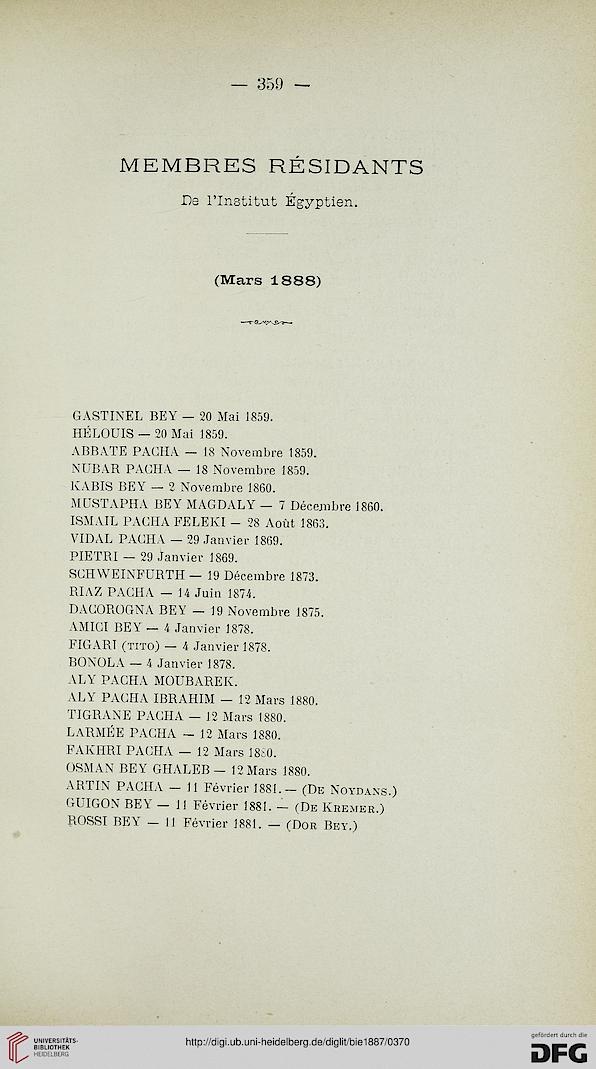 — 359 —
MEMBRES RÉSIDANTS
De l'Institut Égyptien.
(Mars 1888)
GASTINEL BEY — 20 Mai 1859.
HÉLOUIS — 20 Mai 1859.
ABBATE PACHA — 18 Novembre 1859.
NUBAR PACHA — 18 Novembre 1859.
KABIS BEY — 2 Novembre 1860.
MUSTAPHA BEY MAGDALY — 7 Décembre 1860.
ISMAIL PACHA FELEKI — 28 Août 1863.
VIDAL PACHA — 29 Janvier 1869.
PIETRI — 29 Janvier 1869.
SCHWEINFURTH — 19 Décembre 1873.
RIAZ PACHA — 14 Juin 1874.
DACOROGNA BEY — 19 Novembre 1875.
AMICI BEY — 4 Janvier 1878.
FIGARI (TITO) — 4 Janvier 1878.
BONOLA — 4 Janvier 1878.
ALY PACHA MOUBAREK.
ALY PACHA IBRAHIM — 12 Mars 1880.
TIGRANE PACHA — 12 Mars 1880.
LARMÉE PACHA — 12 Mars 1880.
FAKHRI PACHA — 12 Mars 1880.
OSMAN BEY GHALEB — 12 Mars 1880.
ARTIN PACHA — 11 Février 1881. — (DE NOYDANS.)
GUIGON BEY — 11 Février 1881. — (DE KREMER.)
ROSSI BEY — 11 Février 1881. — (DOR BEY.)
UNIVERSITÄTS-
BIBLIOTHEK
HEIDELBERG
http://digi.ub.uni-heidelberg.de/diglit/bie1887/0370
gefördert durch die
DFG